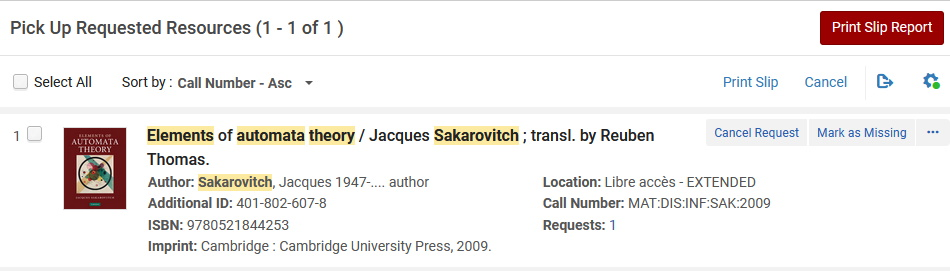 Pick Up Requested Resources (1 - 1 of 1 )
Print Slip Report
Select All
Sort by : Call Number - Asc
Print Slip
Cancel
1
ELEMENTS OF
AUTOMATA
THEORY
JACQUES SAKAROVITCH
Elements of automata theory / Jacques Sakarovitch ; transl. by Reuben
Thomas.
Cancel Request
Mark as Missing
Author: Sakarovitch, Jacques 1947-.... author
Additional ID: 401-802-607-8
ISBN: 9780521844253
Imprint: Cambridge : Cambridge University Press, 2009.
Location: Libre accès - EXTENDED
Call Number: MAT:DIS:INF:SAK:2009
Requests: 1